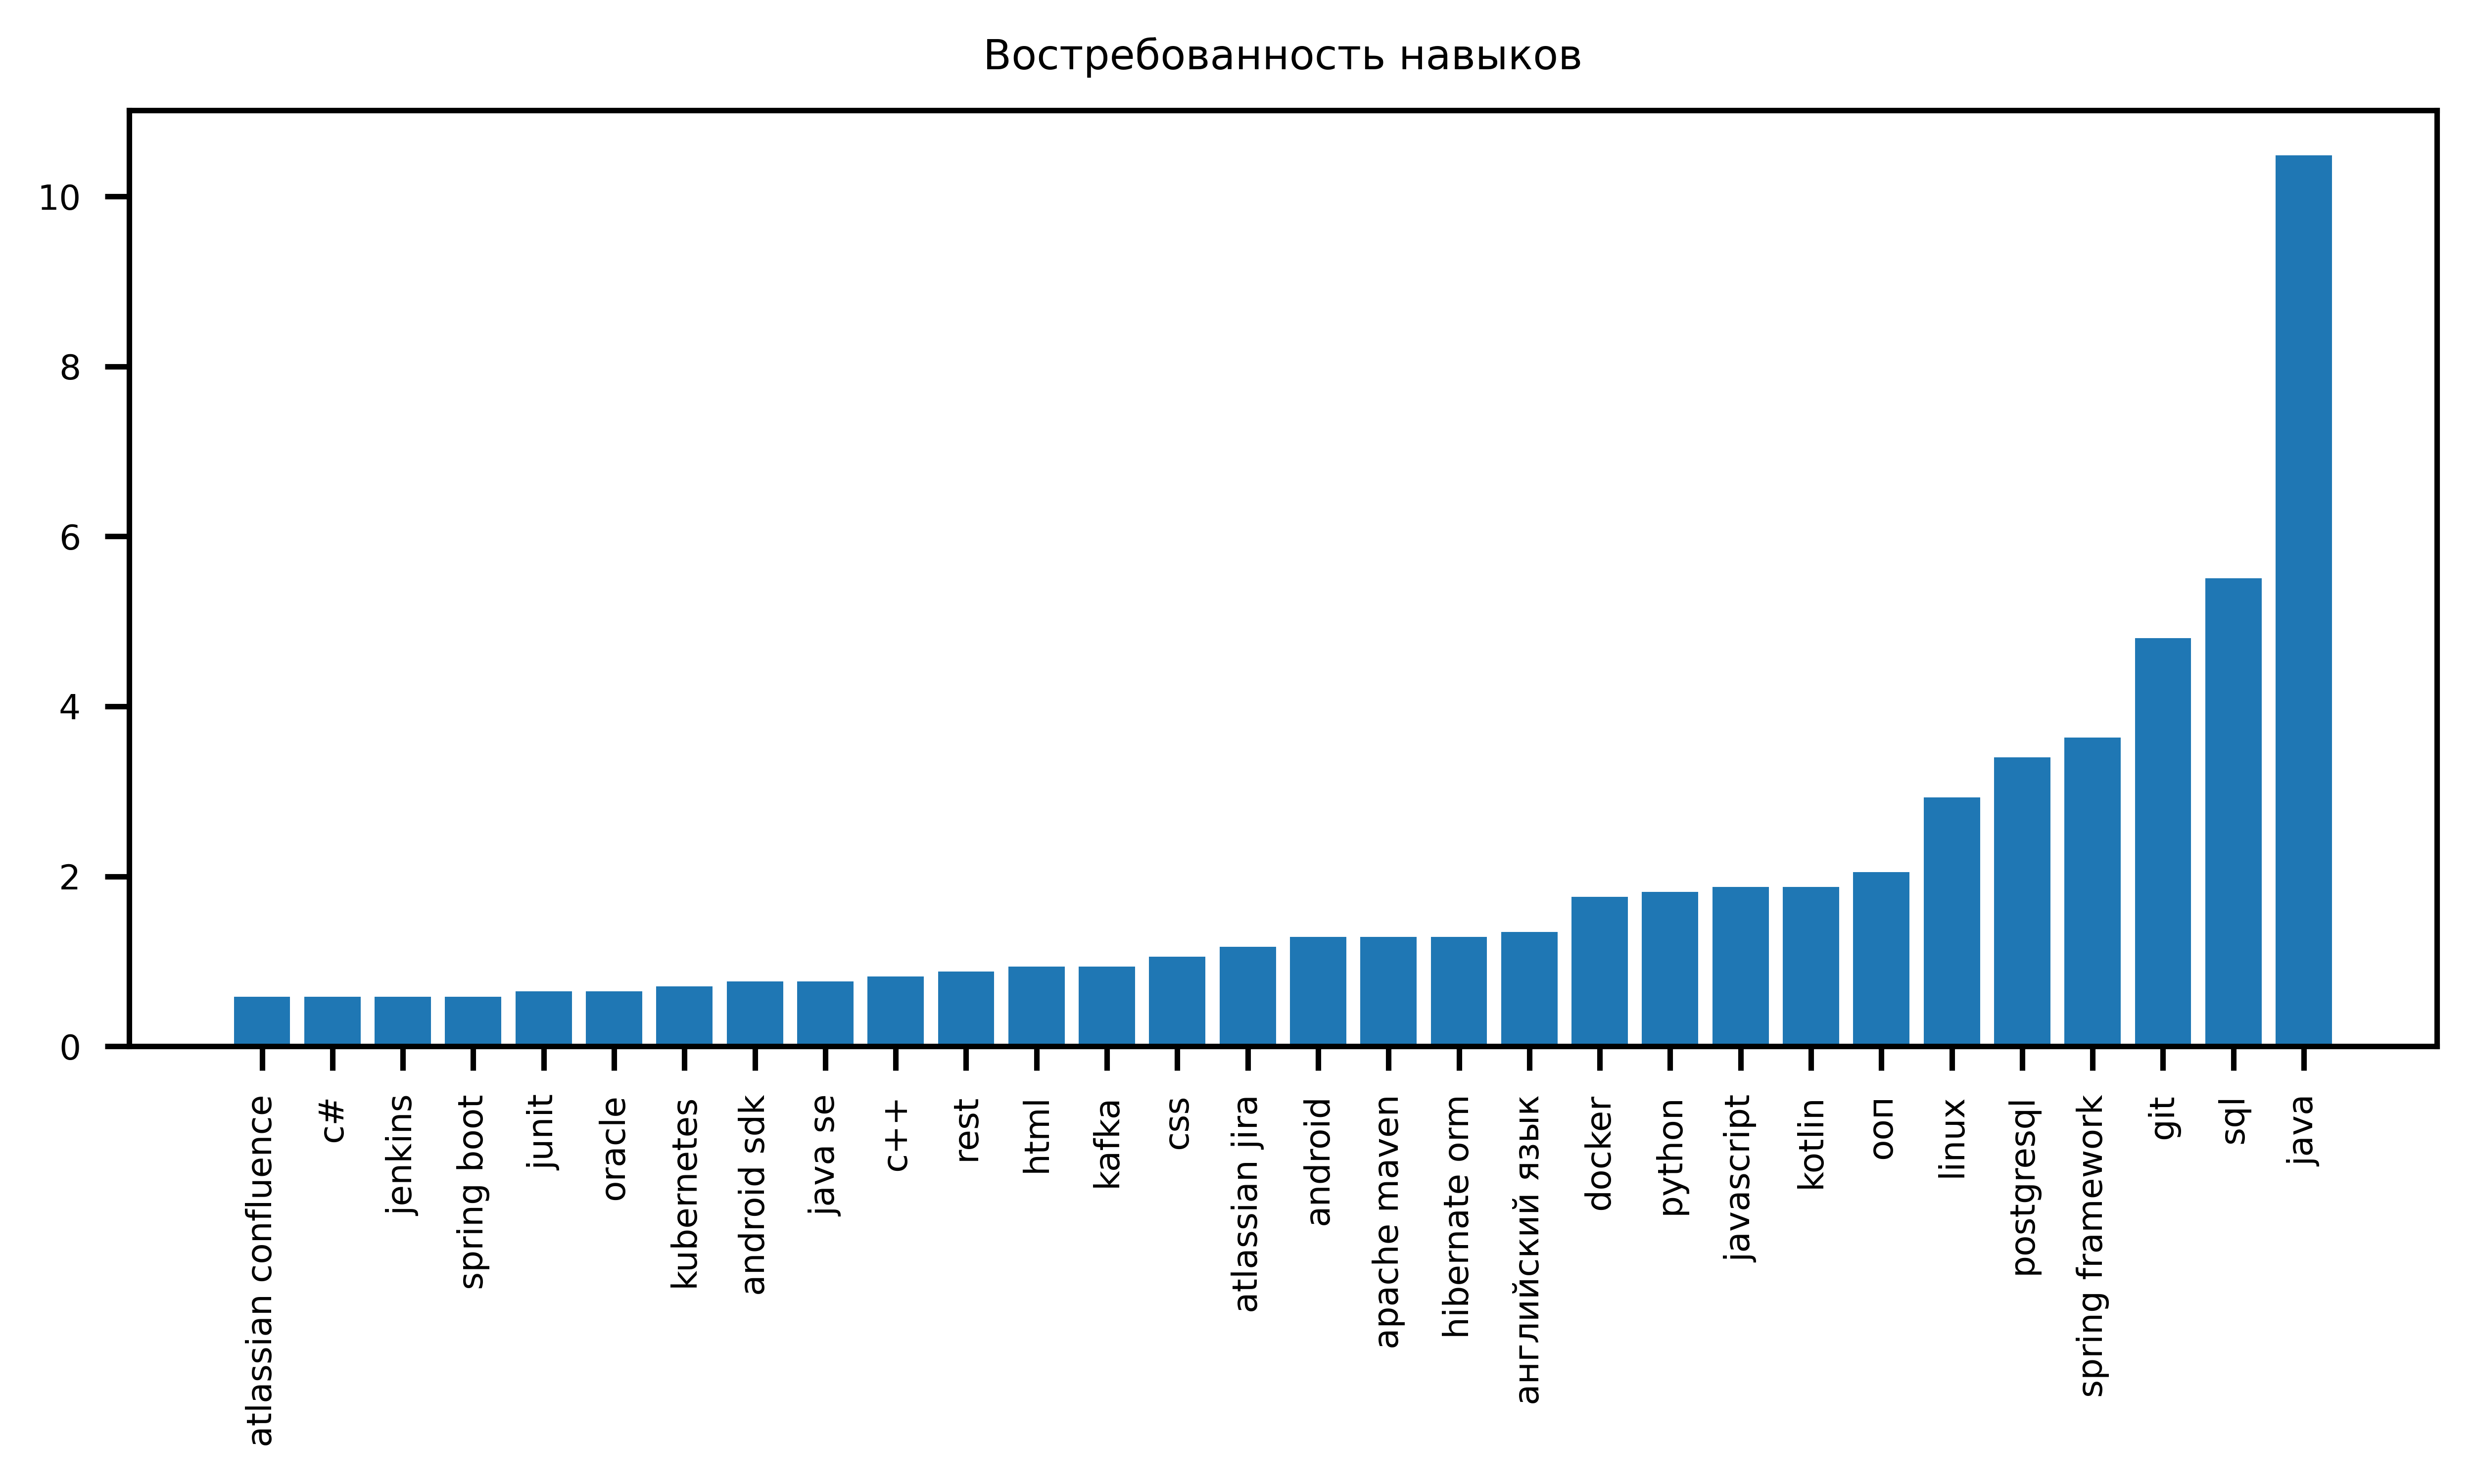 Востребованность навыков
10
8
6
4
2
0
atlassian confluence
c#
jenkins
spring boot
junit
oracle
kubernetes
android sdk
java se
c++
rest
html
kafka
css
atlassian jira
android
apache maven
hibernate orm
английский язык
docker
python
javascript
kotlin
ооп
linux
postgresql
spring framework
git
sql
java